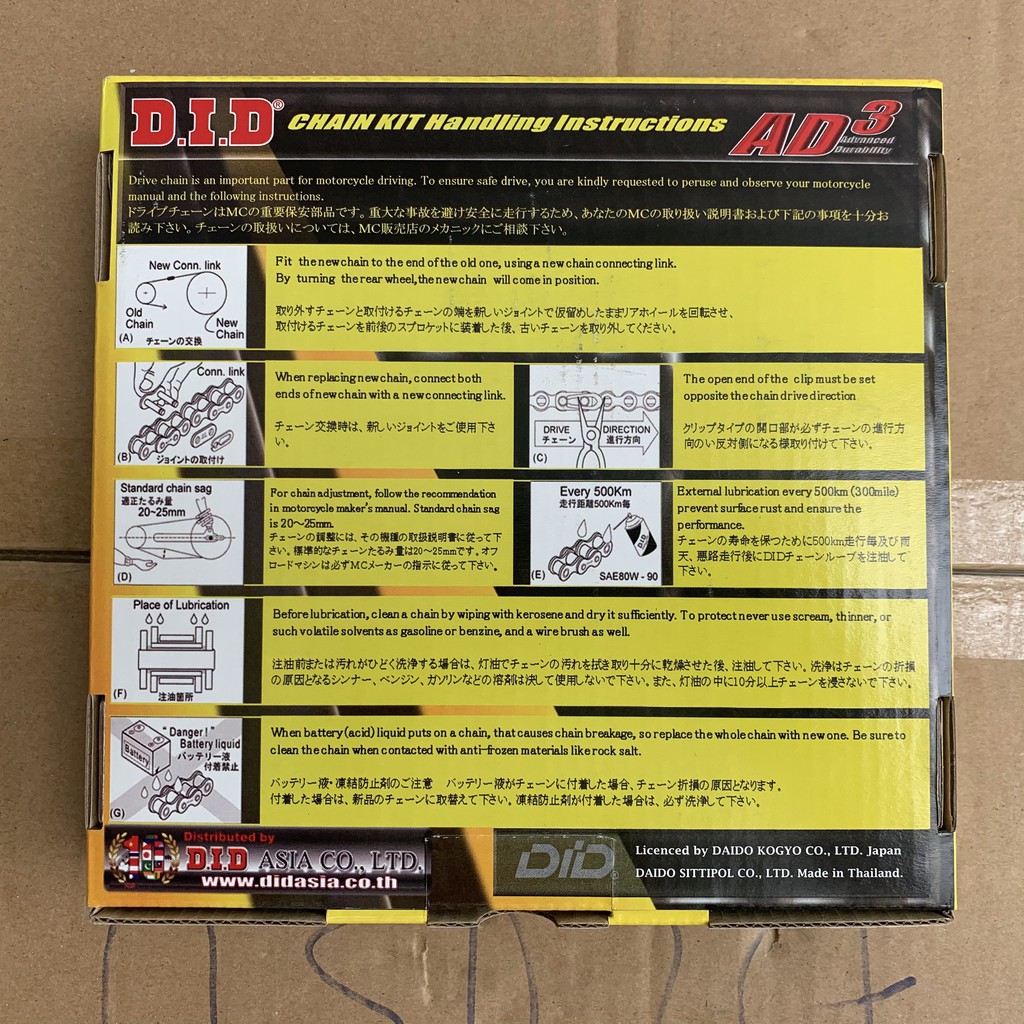 D.I.D® CHAIN KIT Handling Instructions AD3
Advanced
Durability
Drive chain is an important part for motorcycle driving. To ensure safe drive, you are kindly requested to peruse and observe your motorcycle
manual and the following instructions.
ドライブチェーンはMCの重要保安部品です。重大な事故を避け安全に走行するため、あなたのMCの取り扱い説明書および下記の事項を十分お
読み下さい。チェーンの取扱いについては、MC販売店のメカニックにご相談下さい。
New Conn. link
Old
Chain
New
Chain
(A) チェーンの交換
Fit the new chain to the end of the old one, using a new chain connecting link.
By turning the rear wheel, the new chain will come in position.
取り外すチェーンと取付けるチェーンの端を新しいジョイントで仮留めしたままリアホイールを回転させ、
取付けるチェーンを前後のスプロケットに装着した後、古いチェーンを取り外してください。
Conn. link
(B) ジョイントの取付け
When replacing new chain, connect both
ends of new chain with a new connecting link.
チェーン交換時は、新しいジョイントをご使用下さ
い。
DRIVE DIRECTION
チェーン 進行方向
(C)
The open end of the clip must be set
opposite the chain drive direction
クリップタイプの開口部が必ずチェーンの進行方
向のい反対側になる様取り付けて下さい。
Standard chain sag
適正たるみ量
20~25mm
(D)
For chain adjustment, follow the recommendation
in motorcycle maker's manual. Standard chain sag
is 20~25mm.
チェーンの調整には、その機種の取扱説明書に従って下
さい。標準的なチェーンたるみ量は20~25mmです。オフ
ロードマシンは必ずMCメーカーの指示に従って下さい。
Every 500Km
走行距離500Km毎
D.I.D
(E) SAE80W - 90
External lubrication every 500km (300mile)
prevent surface rust and ensure the
performance.
チェーンの寿命を保つために500km走行毎及び雨
天、悪路走行後にDIDチェーンルーブを注油して
下さい。
Place of Lubrication
(F) 注油箇所
Before lubrication, clean a chain by wiping with kerosene and dry it sufficiently. To protect never use scream, thinner, or
such volatile solvents as gasoline or benzine, and a wire brush as well.
注油前または汚れがひどく洗浄する場合は、灯油でチェーンの汚れを拭き取り十分に乾燥させた後、注油して下さい。洗浄はチェーンの折損
の原因となるシンナー、ベンジン、ガソリンなどの溶剤は決して使用しないで下さい。また、灯油の中に10分以上チェーンを浸さないで下さい。
"Danger!"
Battery liquid
バッテリー液
付着禁止
Battery
(G)
When battery (acid) liquid puts on a chain, that causes chain breakage, so replace the whole chain with new one. Be sure to
clean the chain when contacted with anti-frozen materials like rock salt.
バッテリー液・凍結防止剤のご注意 バッテリー液がチェーンに付着した場合、チェーン折損の原因となります。
付着した場合は、新品のチェーンに取替えて下さい。凍結防止剤が付着した場合は、必ず洗浄して下さい。
Distributed by
D.I.D ASIA CO., LTD.
www.didasia.co.th
DID
Licenced by DAIDO KOGYO CO., LTD. Japan
DAIDO SITTIPOL CO., LTD. Made in Thailand.